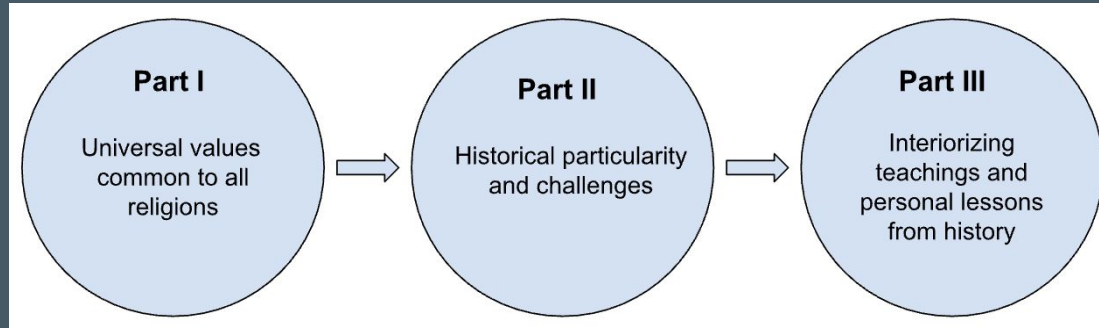 Part I
Universal values
common to all
religions
Part II
Historical particularity
and challenges
Part III
Interiorizing
teachings and
personal lessons
from history